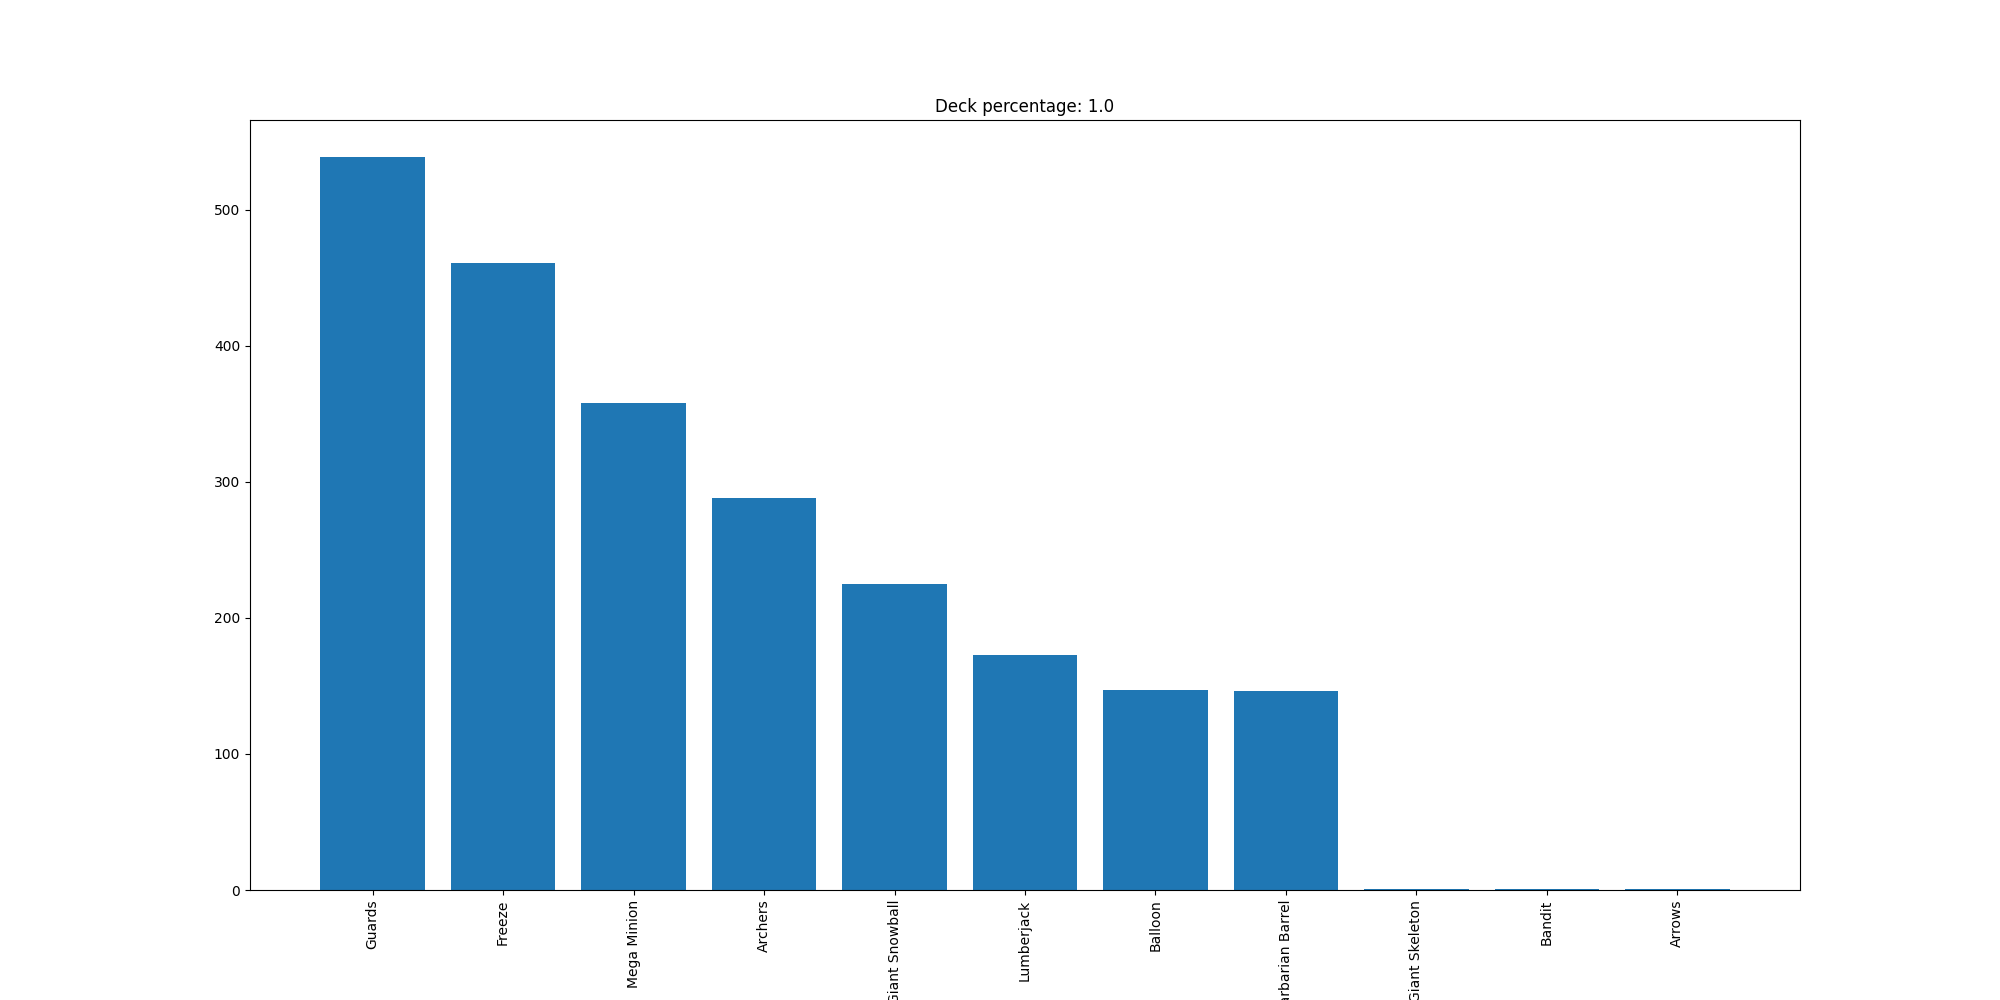 Deck percentage: 1.0
500
400
300
200
100
0
Guards
Freeze
Mega Minion
Archers
Giant Snowball
Lumberjack
Balloon
arbarian Barrel
Giant Skeleton
Bandit
Arrows